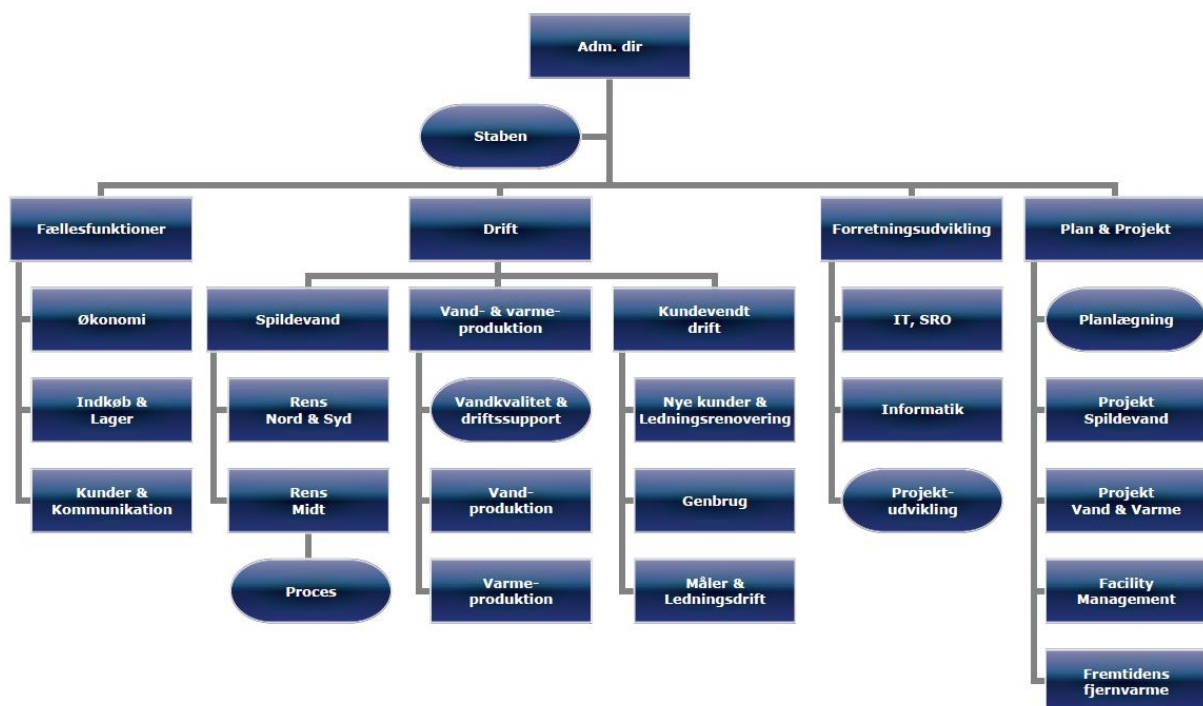 Adm. dir
Staben
Fællesfunktioner
Drift
Forretningsudvikling
Plan & Projekt
Økonomi
Spildevand
Vand- & varme-
produktion
Kundevendt
drift
IT, SRO
Planlægning
Indkøb &
Lager
Rens
Nord & Syd
Vandkvalitet &
driftssupport
Nye kunder &
Ledningsrenovering
Informatik
Projekt
Spildevand
Kunder &
Kommunikation
Rens
Midt
Vand-
produktion
Genbrug
Projekt-
udvikling
Projekt
Vand & Varme
Proces
Varme-
produktion
Måler &
Ledningsdrift
Facility
Management
Fremtidens
fjernvarme